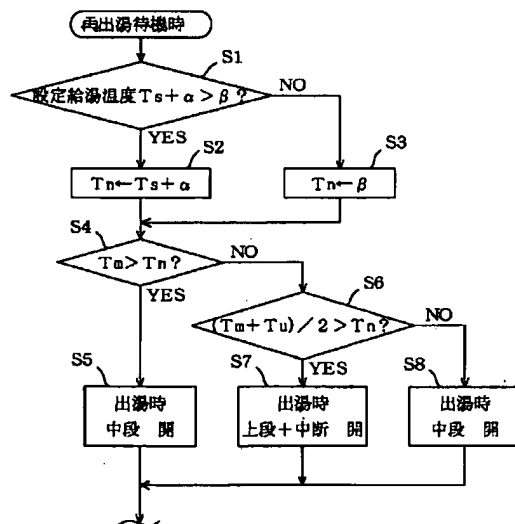 再出湯待機時
S1
設定給湯温度Ts+α>β?
NO
YES
S2
S3
Tn←Ts+α
Tn←β
S4
Tm>Tn?
NO
YES
S6
(Tm+Tu)/2>Tn?
NO
YES
S5
S7
S8
出湯時
中段 開
出湯時
上段+中断 開
出湯時
中段 開